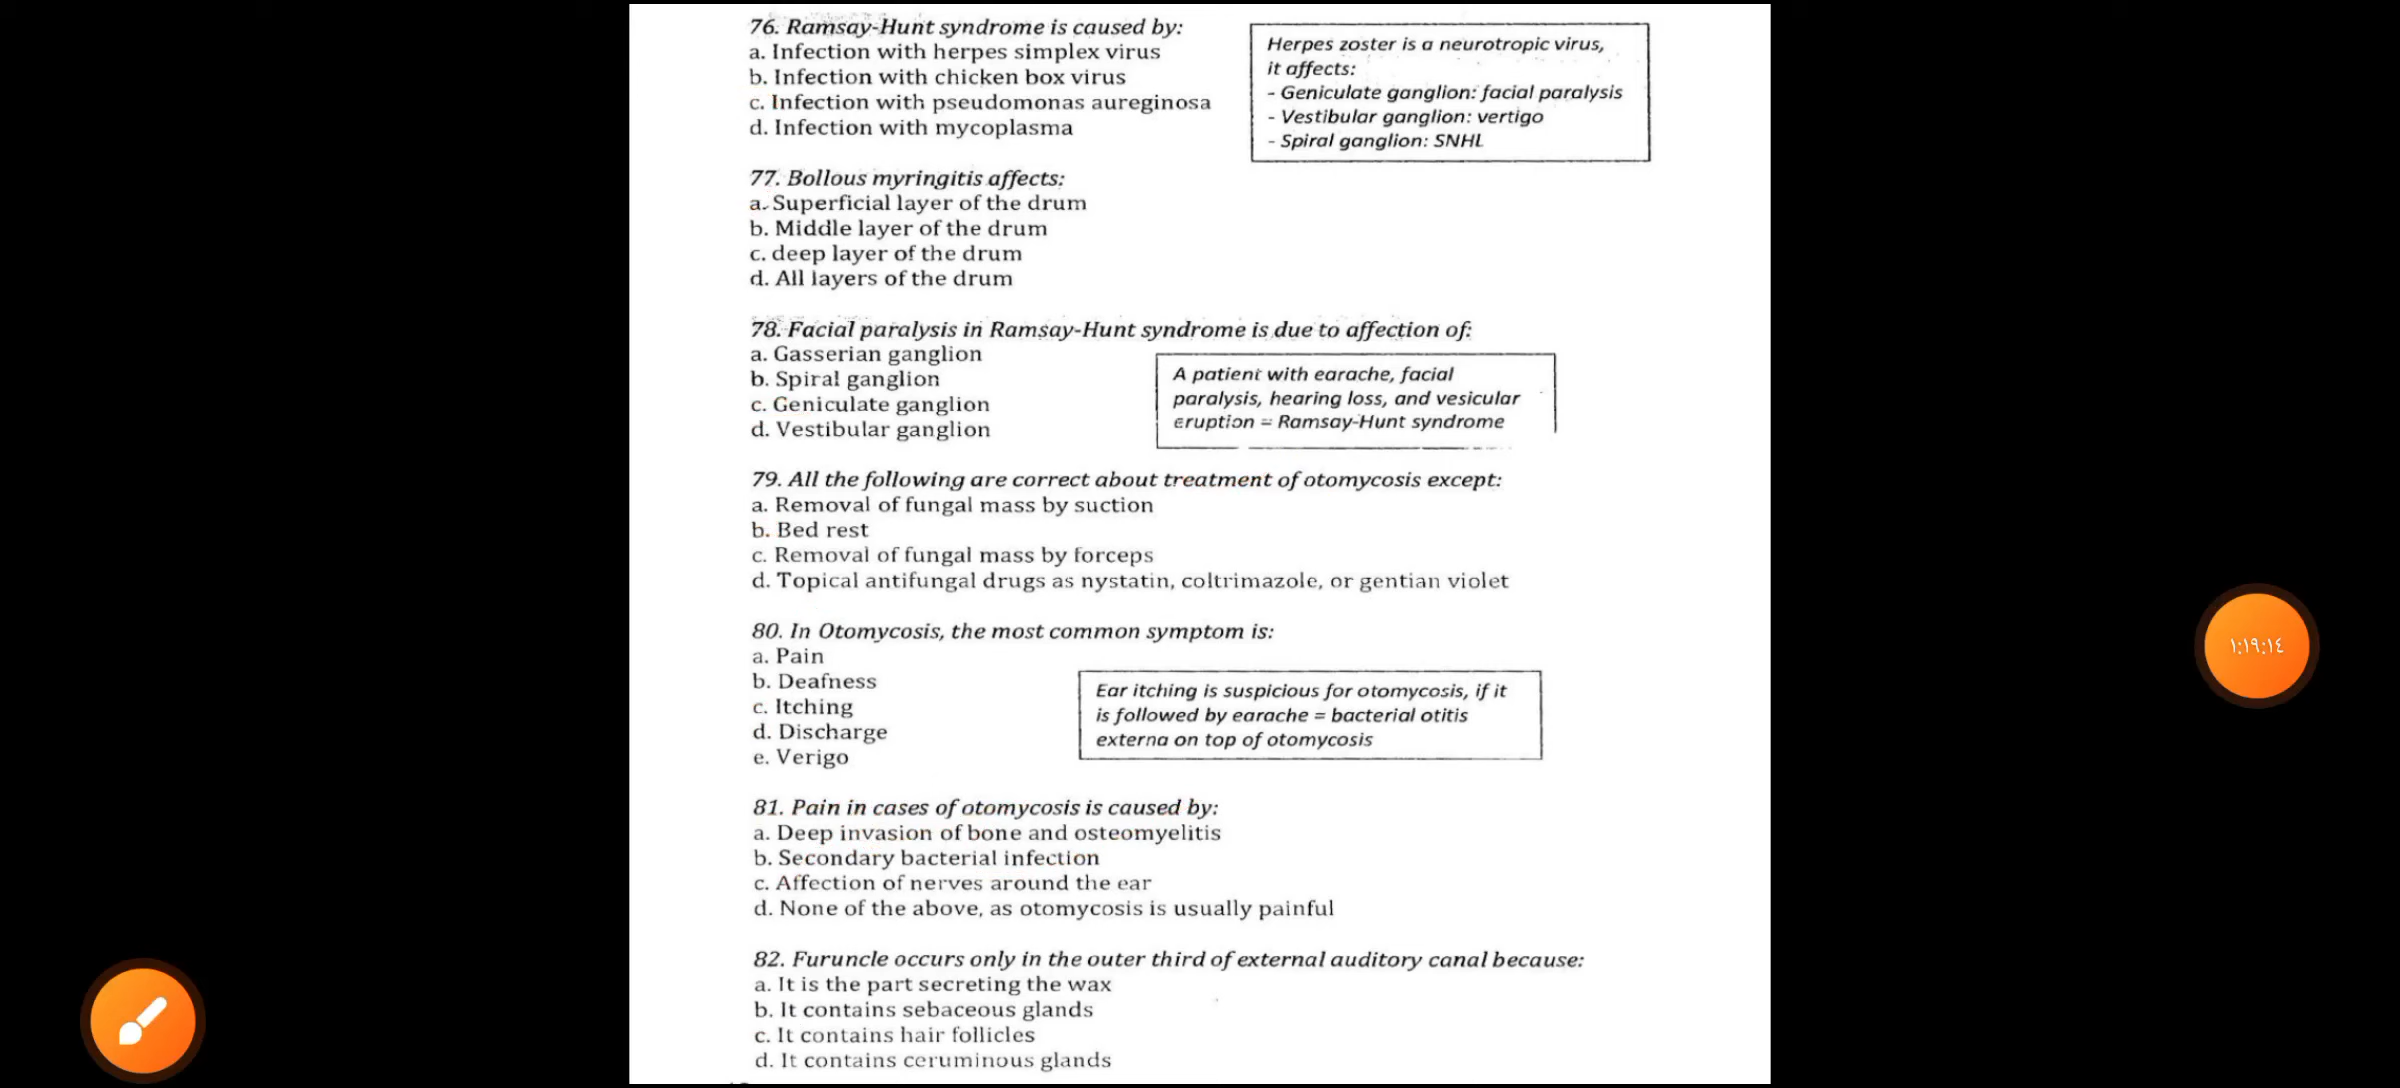 76. Ramsay-Hunt syndrome is caused by:
a. Infection with herpes simplex virus
b. Infection with chicken box virus
c. Infection with pseudomonas aureginosa
d. Infection with mycoplasma
Herpes zoster is a neurotropic virus,
it affects:
- Geniculate ganglion: facial paralysis
- Vestibular ganglion: vertigo
- Spiral ganglion: SNHL
77. Bollous myringitis affects:
a. Superficial layer of the drum
b. Middle layer of the drum
c. deep layer of the drum
d. All layers of the drum
78. Facial paralysis in Ramsay-Hunt syndrome is due to affection of:
a. Gasserian ganglion
b. Spiral ganglion
c. Geniculate ganglion
d. Vestibular ganglion
A patient with earache, facial
paralysis, hearing loss, and vesicular
eruption = Ramsay-Hunt syndrome
79. All the following are correct about treatment of otomycosis except:
a. Removal of fungal mass by suction
b. Bed rest
c. Removal of fungal mass by forceps
d. Topical antifungal drugs as nystatin, coltrimazole, or gentian violet
80. In Otomycosis, the most common symptom is:
a. Pain
b. Deafness
c. Itching
d. Discharge
e. Verigo
Ear itching is suspicious for otomycosis, if it
is followed by earache = bacterial otitis
externa on top of otomycosis
81. Pain in cases of otomycosis is caused by:
a. Deep invasion of bone and osteomyelitis
b. Secondary bacterial infection
c. Affection of nerves around the ear
d. None of the above, as otomycosis is usually painful
82. Furuncle occurs only in the outer third of external auditory canal because:
a. It is the part secreting the wax
b. It contains sebaceous glands
c. It contains hair follicles
d. It contains ceruminous glands
١:١٩:١٤